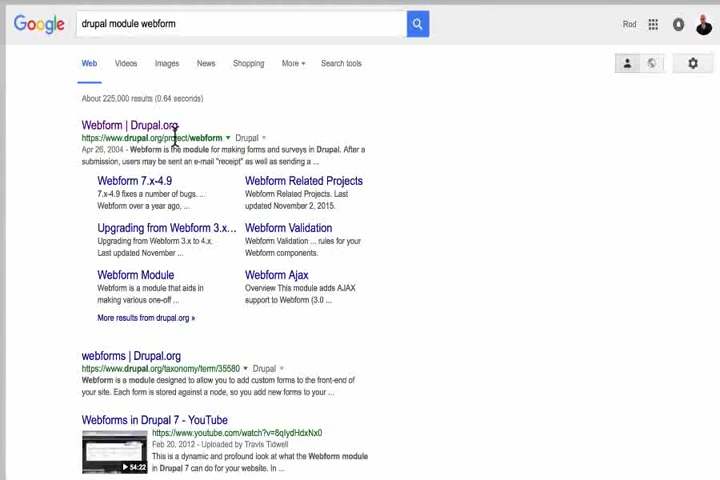 Google
drupal module webform
Rod
Web Videos Images News Shopping More Search tools
About 225,000 results (0.64 seconds)
Webform | Drupal.org
https://www.drupal.org/project/webform Drupal
Apr 26, 2004 - Webform is the module for making forms and surveys in Drupal. After a
submission, users may be sent an e-mail "receipt" as well as sending a ...
Webform 7.x-4.9
7.x-4.9 fixes a number of bugs. ...
Webform over a year ago, ...
Webform Related Projects
Webform Related Projects. Last
updated November 2, 2015.
Upgrading from Webform 3.x...
Upgrading from Webform 3.x to 4.x.
Last updated November ...
Webform Validation
Webform Validation ... rules for your
Webform components.
Webform Module
Webform is a module that aids in
making various one-off ...
Webform Ajax
Overview This module adds AJAX
support to Webform (3.0 ...
More results from drupal.org »
webforms | Drupal.org
https://www.drupal.org/taxonomy/term/35580 Drupal
Webform is a module designed to allow you to add custom forms to the front-end of
your site. Each form is stored against a node, so you add new forms to your ...
Webforms in Drupal 7 - YouTube
https://www.youtube.com/watch?v=8qIydHdxNx0
Feb 20, 2012 - Uploaded by Travis Tidwell
This is a dynamic and profound look at what the Webform module
in Drupal 7 can do for your website. In ...
54:22